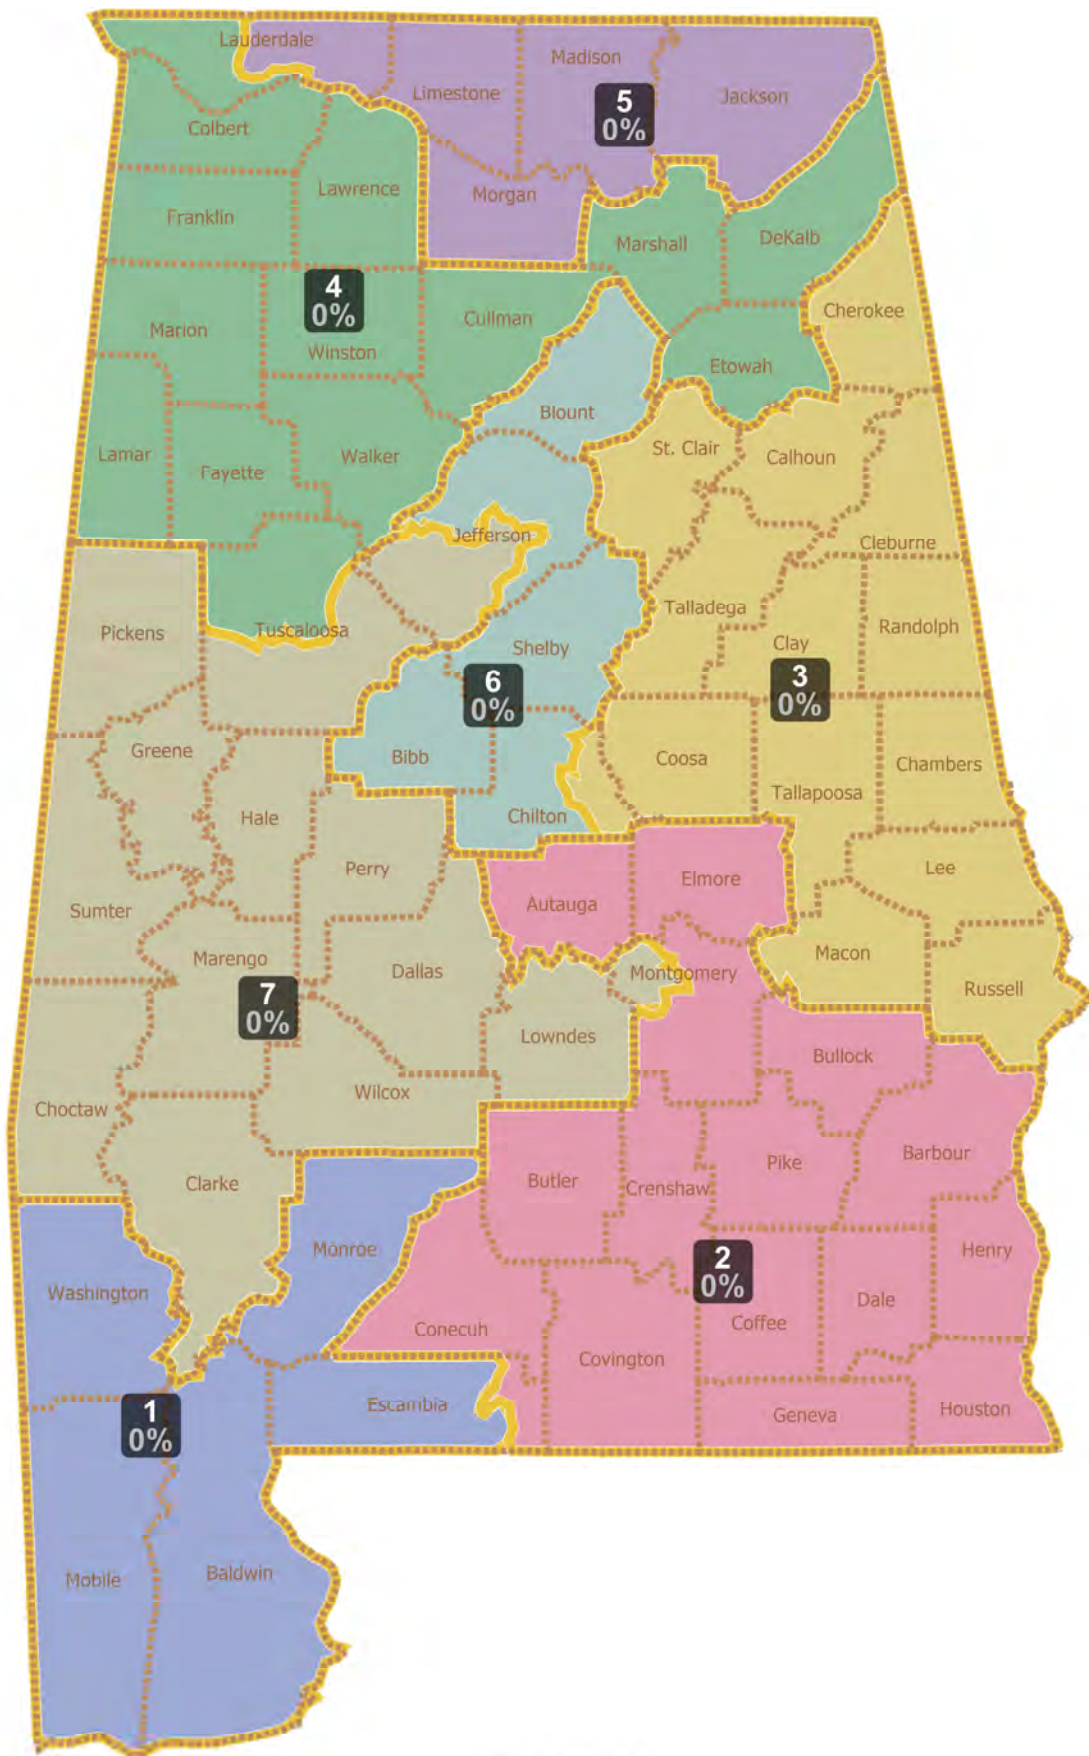 Lauderdale
Madison
Limestone
5
0%
Jackson
Colbert
Lawrence
Morgan
Franklin
Marshall
DeKalb
4
0%
Cullman
Cherokee
Marion
Winston
Etowah
Blount
St. Clair
Calhoun
Lamar
Fayette
Walker
Jefferson
Cleburne
Talladega
Pickens
Tuscaloosa
Randolph
Shelby
Clay
6
0%
3
0%
Greene
Bibb
Coosa
Chambers
Tallapoosa
Hale
Chilton
Perry
Elmore
Lee
Sumter
Autauga
Marengo
Dallas
Montgomery
Macon
Russell
7
0%
Lowndes
Bullock
Wilcox
Choctaw
Barbour
Clarke
Butler
Crenshaw
Pike
Monroe
Henry
Washington
2
0%
Dale
Conecuh
Coffee
Covington
1
0%
Escambia
Geneva
Houston
Mobile
Baldwin